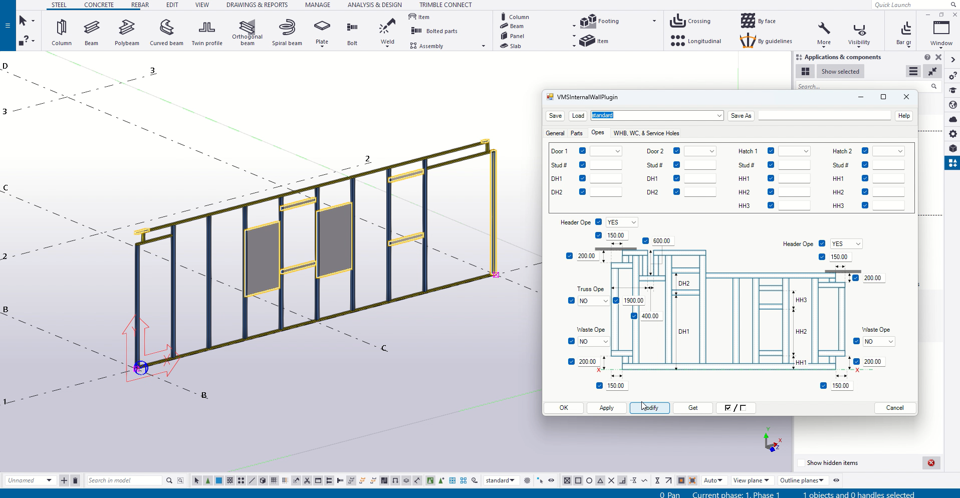 STEEL CONCRETE REBAR EDIT VIEW DRAWINGS & REPORTS MANAGE ANALYSIS & DESIGN TRIMBLE CONNECT Quick Launch
Column Beam Polybeam Curved beam Twin profile Orthogonal beam Spiral beam Plate Bolt Weld
Item
Bolted parts
Assembly
Column
Beam
Panel
Slab
Footing
Item
Crossing
Longitudinal
By face
By guidelines
More Visibility Bar gr Window
Applications & components
Show selected
Search...
Show hidden items
D
3
3
C
2
2
B
1
C
B
VMSInternalWallPlugin
Save Load standard Save As Help
General Parts Opes WHB, WC, & Service Holes
Door 1 Door 2 Hatch 1 Hatch 2
Stud # Stud # Stud # Stud #
DH1 DH1 HH1 HH1
DH2 DH2 HH2 HH2
HH3 HH3
Header Ope YES
150.00
600.00
Header Ope YES
150.00
200.00
200.00
DH2
Truss Ope
NO
1900.00
400.00
HH3
DH1
HH2
Waste Ope
NO
Waste Ope
NO
200.00
HH1
200.00
X
X
150.00
150.00
OK Apply Modify Get Cancel
Unnamed Search in model standard Auto View plane Outline planes
0 Pan Current phase: 1, Phase 1 1 objects and 0 handles selected